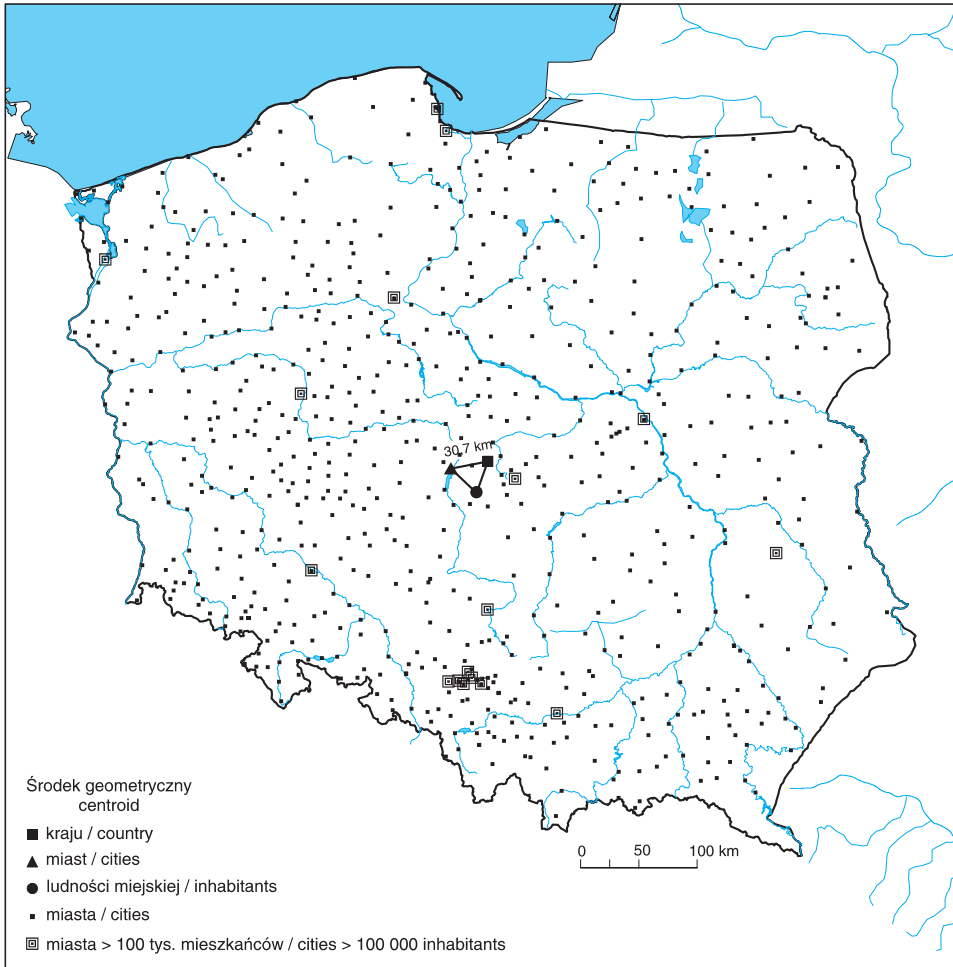 30,7 km
Środek geometryczny
centroid
kraju / country
miast / cities
ludności miejskiej / inhabitants
miasta / cities
miasta > 100 tys. mieszkańców / cities > 100 000 inhabitants
0 50 100 km